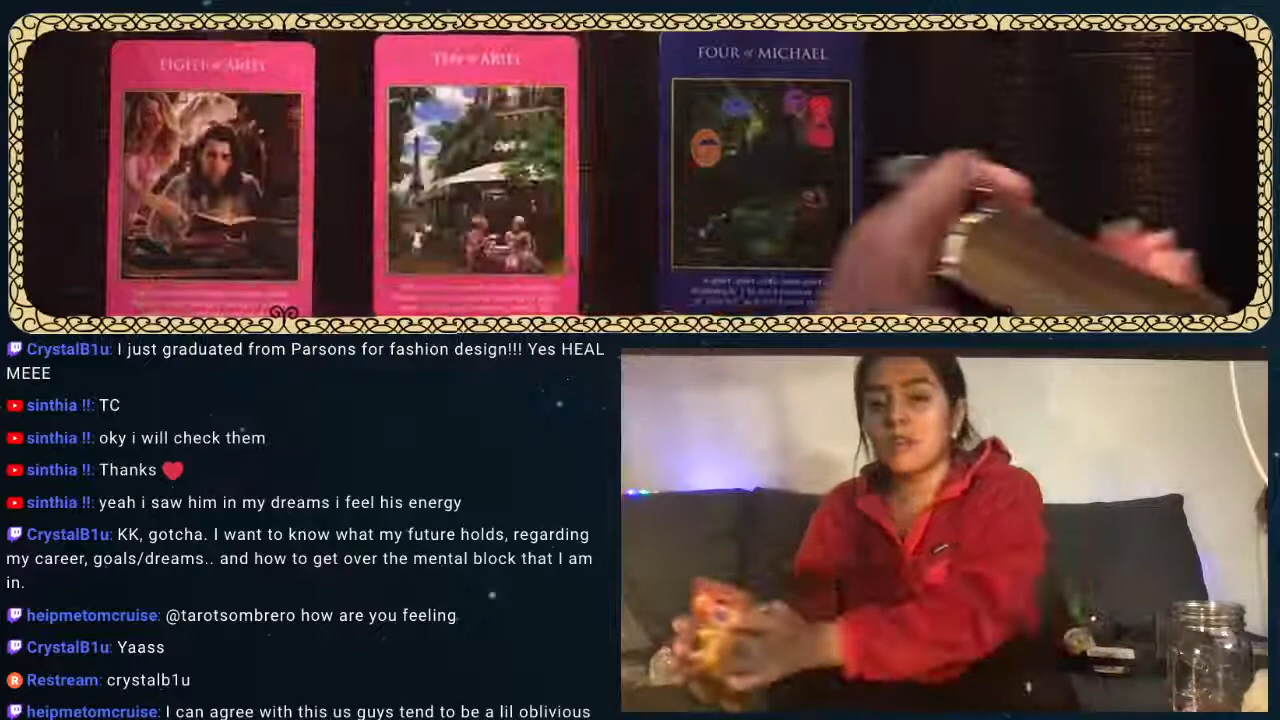 EIGHT of ARIEL
TEN of ARIEL
FOUR of MICHAEL
CrystalB1u: I just graduated from Parsons for fashion design!!! Yes HEAL
MEEE
sinthia !!: TC
sinthia !!: oky i will check them
sinthia !!: Thanks ❤️
sinthia !!: yeah i saw him in my dreams i feel his energy
CrystalB1u: KK, gotcha. I want to know what my future holds, regarding
my career, goals/dreams.. and how to get over the mental block that I am
in.
heipmetomcruise: @tarotsombrero how are you feeling
CrystalB1u: Yaass
Restream: crystalb1u
heipmetomcruise: I can agree with this us guys tend to be a lil oblivious